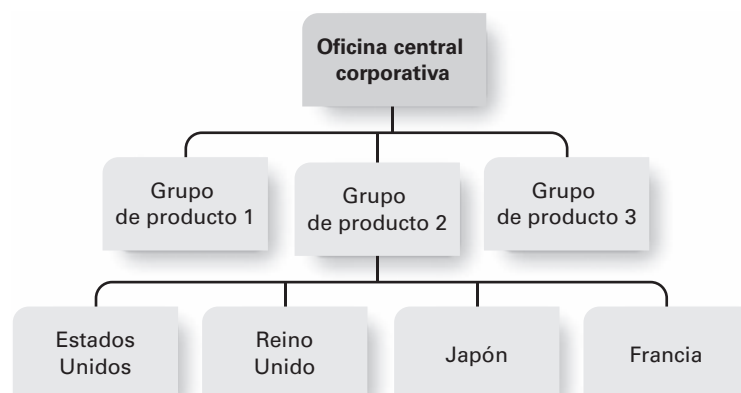 Oficina central
corporativa
Grupo
de producto 1
Grupo
de producto 2
Grupo
de producto 3
Estados
Unidos
Reino
Unido
Japón
Francia